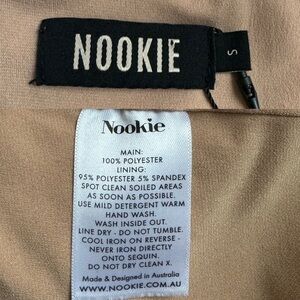 NOOKIE
S
Nookie
MAIN:
100% POLYESTER
LINING:
95% POLYESTER 5% SPANDEX
SPOT CLEAN SOILED AREAS
AS SOON AS POSSIBLE.
USE MILD DETERGENT WARM
HAND WASH.
WASH INSIDE OUT.
LINE DRY - DO NOT TUMBLE.
COOL IRON ON REVERSE -
NEVER IRON DIRECTLY
ONTO SEQUIN.
DO NOT DRY CLEAN X.
Made & Designed in Australia
WWW.NOOKIE.COM.AU